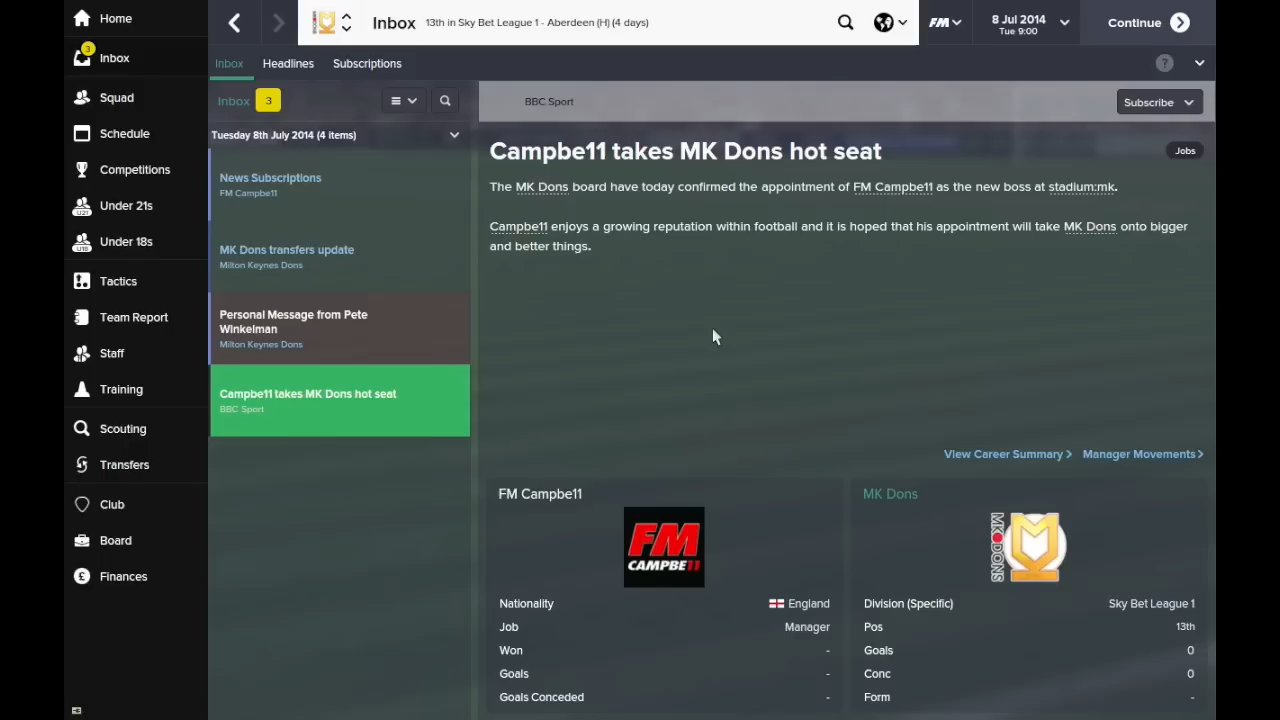 Home
3
Inbox
Squad
Schedule
Competitions
U21
Under 21s
U18
Under 18s
Tactics
Team Report
Staff
Training
Scouting
Transfers
Club
Board
£
Finances
Inbox
13th in Sky Bet League 1 - Aberdeen (H) (4 days)
FM
8 Jul 2014
Tue 9:00
Continue
Inbox
Headlines
Subscriptions
?
Inbox
3
Tuesday 8th July 2014 (4 items)
News Subscriptions
FM Campbe11
MK Dons transfers update
Milton Keynes Dons
Personal Message from Pete
Winkelman
Milton Keynes Dons
Campbe11 takes MK Dons hot seat
BBC Sport
BBC Sport
Subscribe
Campbe11 takes MK Dons hot seat
Jobs
The MK Dons board have today confirmed the appointment of FM Campbe11 as the new boss at stadium:mk.
Campbe11 enjoys a growing reputation within football and it is hoped that his appointment will take MK Dons onto bigger
and better things.
View Career Summary >
Manager Movements >
FM Campbe11
FM
CAMPBE11
Nationality
England
Job
Manager
Won
-
Goals
-
Goals Conceded
-
MK Dons
MK DONS
Division (Specific)
Sky Bet League 1
Pos
13th
Goals
0
Conc
0
Form
-